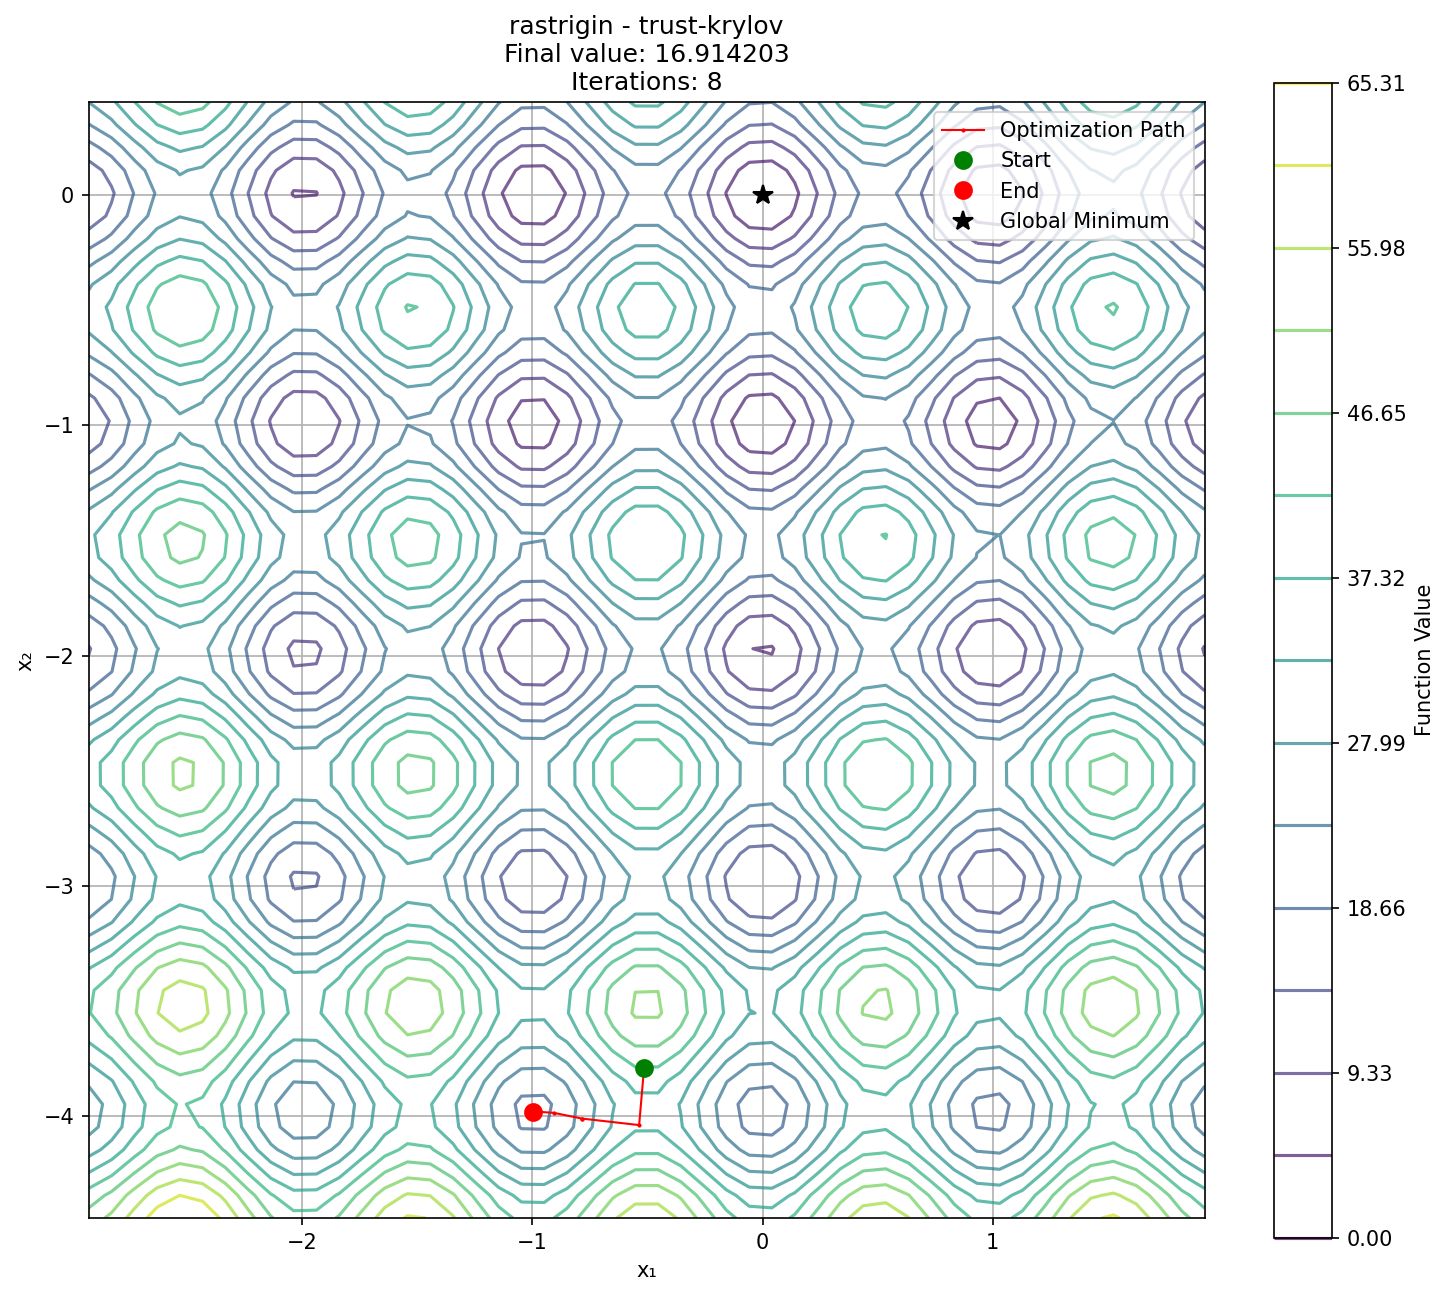 rastrigin - trust-krylov
Final value: 16.914203
Iterations: 8
Optimization Path
Start
End
Global Minimum
0
−1
−2
−3
−4
x₂
−2
−1
0
1
x₁
65.31
55.98
46.65
37.32
27.99
18.66
9.33
0.00
Function Value